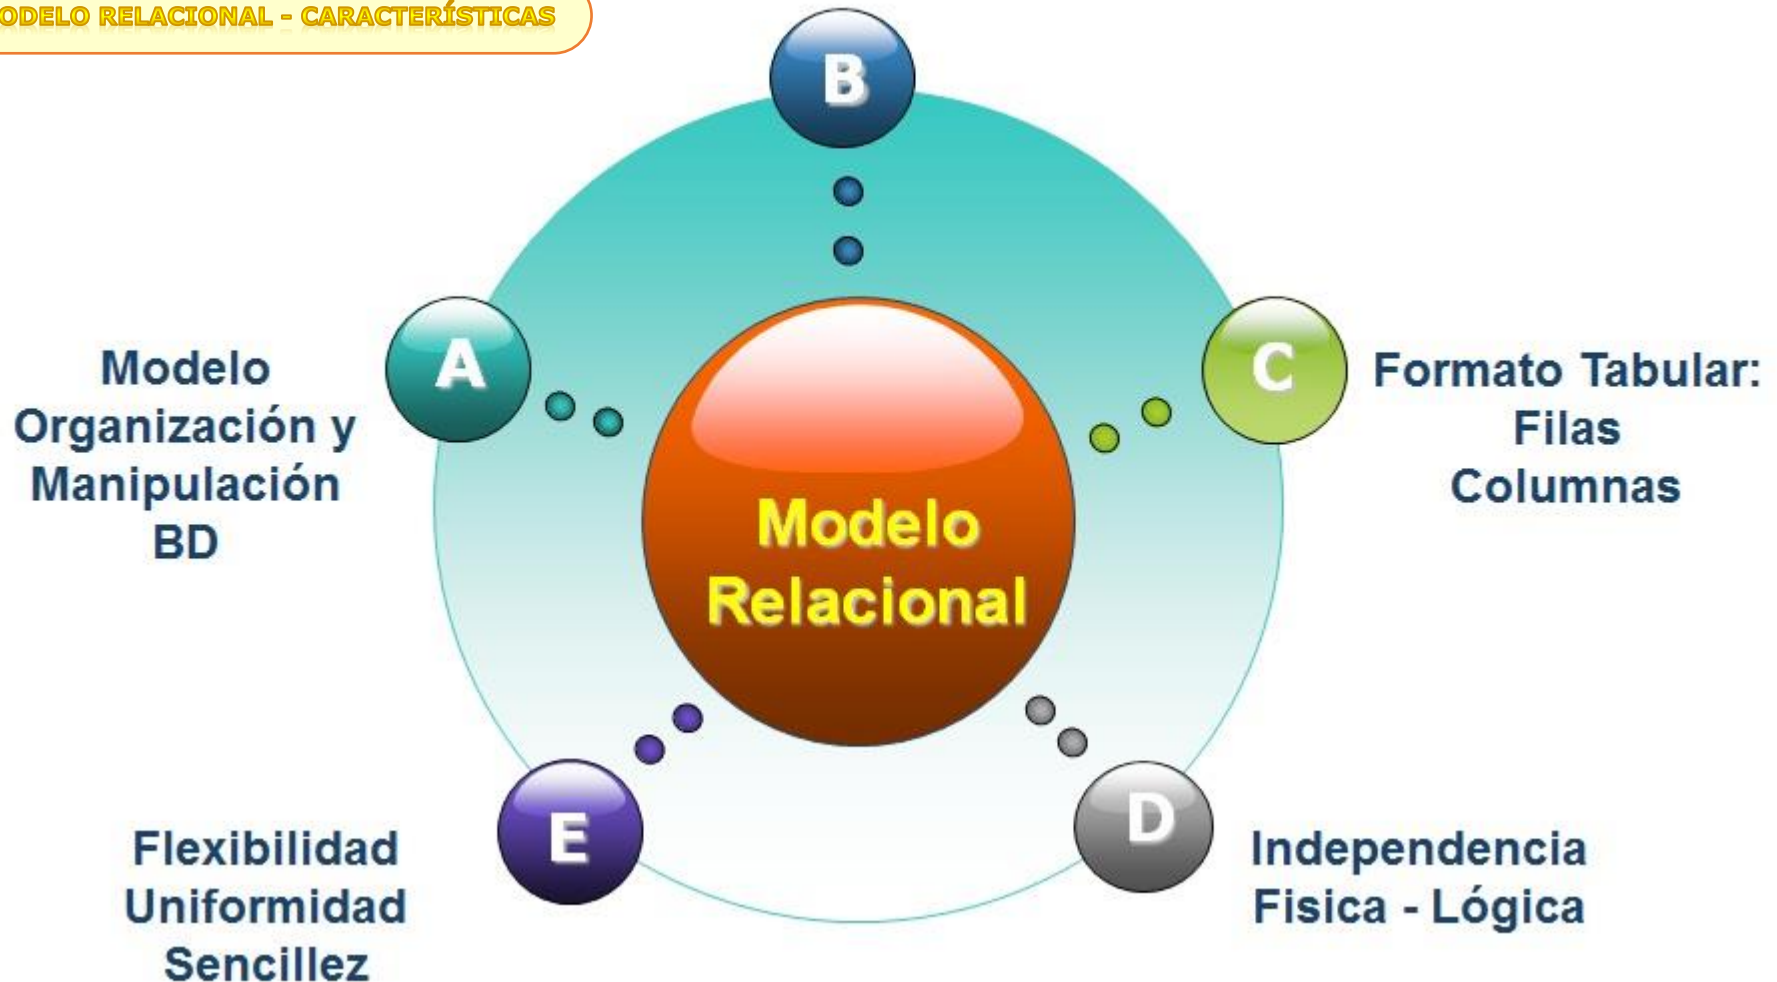 ODELO RELACIONAL - CARACTERÍSTICAS
B
A
Modelo
Organización y
Manipulación
BD
C
Formato Tabular:
Filas
Columnas
Modelo
Relacional
E
Flexibilidad
Uniformidad
Sencillez
D
Independencia
Fisica - Lógica